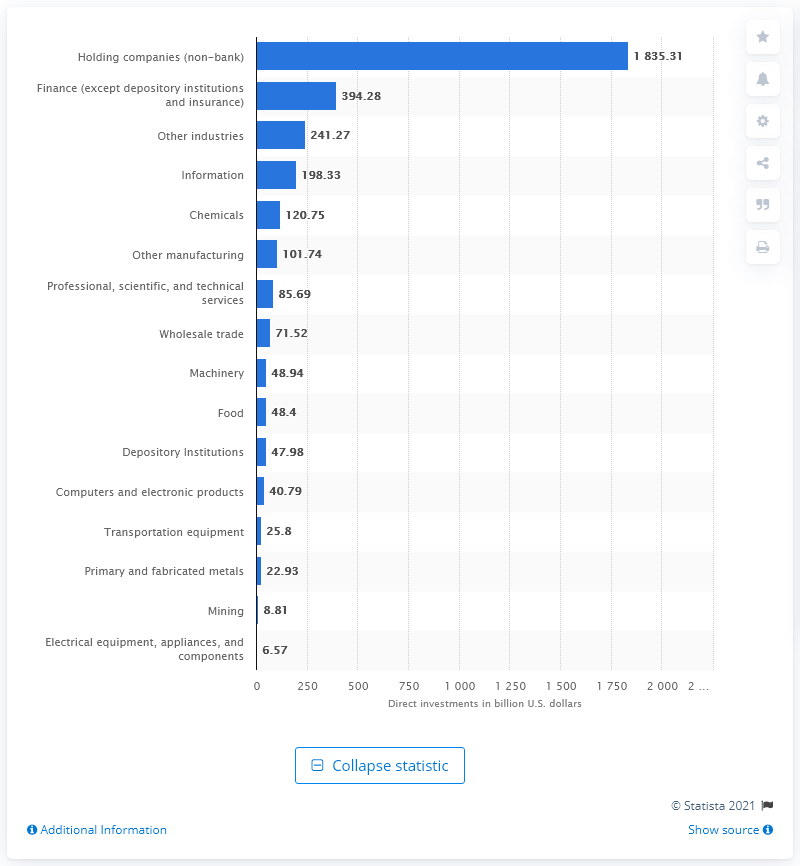 Holding companies (non-bank) 1 835.31
Finance (except depository institutions
and insurance) 394.28
Other industries 241.27
Information 198.33
Chemicals 120.75
Other manufacturing 101.74
Professional, scientific, and technical
services 85.69
Wholesale trade 71.52
Machinery 48.94
Food 48.4
Depository Institutions 47.98
Computers and electronic products 40.79
Transportation equipment 25.8
Primary and fabricated metals 22.93
Mining 8.81
Electrical equipment, appliances, and
components 6.57
0 250 500 750 1 000 1 250 1 500 1 750 2 000 2 ...
Direct investments in billion U.S. dollars
Collapse statistic
© Statista 2021
Additional Information Show source